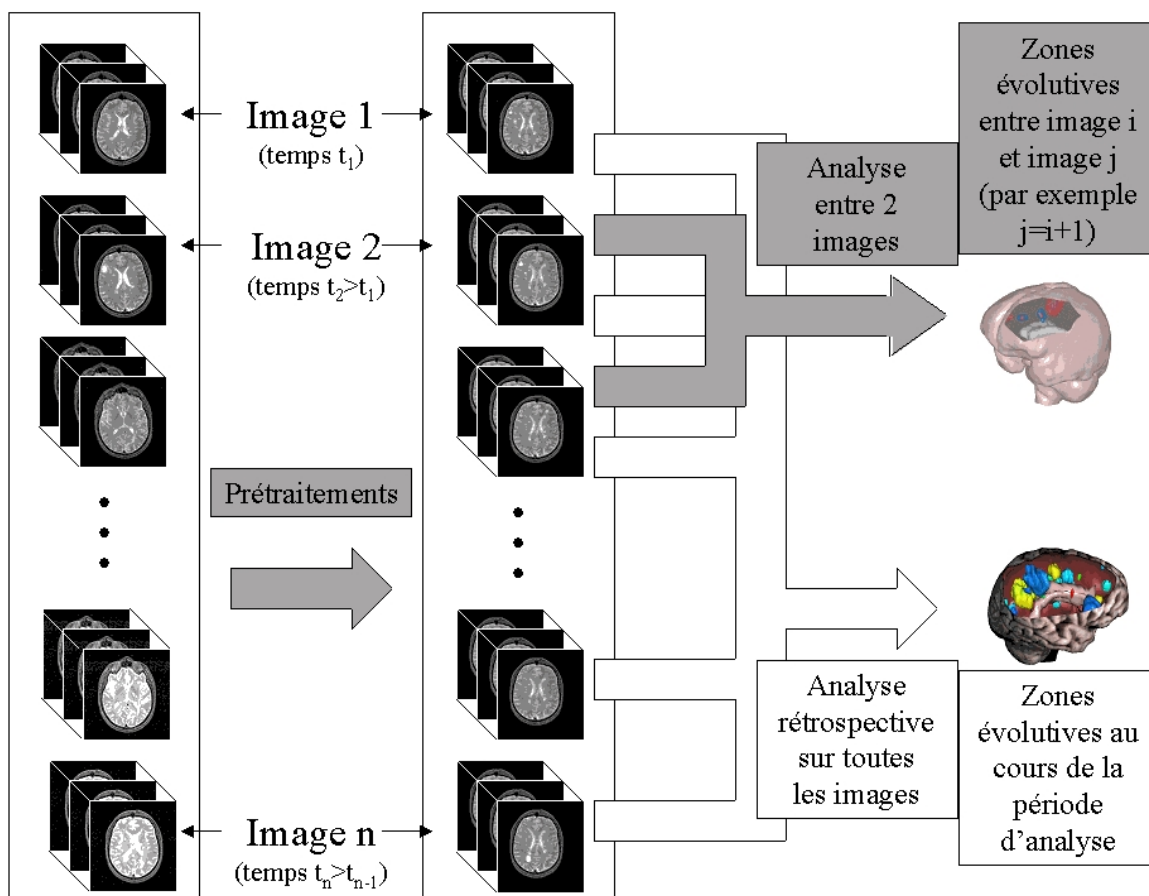 Image 1
(temps t1)
Image 2
(temps t2>t1)
Prétraitements
Image n
(temps tn>tn-1)
Analyse
entre 2
images
Zones
évolutives
entre image i
et image j
(par exemple
j=i+1)
Analyse
rétrospective
sur toutes
les images
Zones
évolutives au
cours de la
période
d’analyse